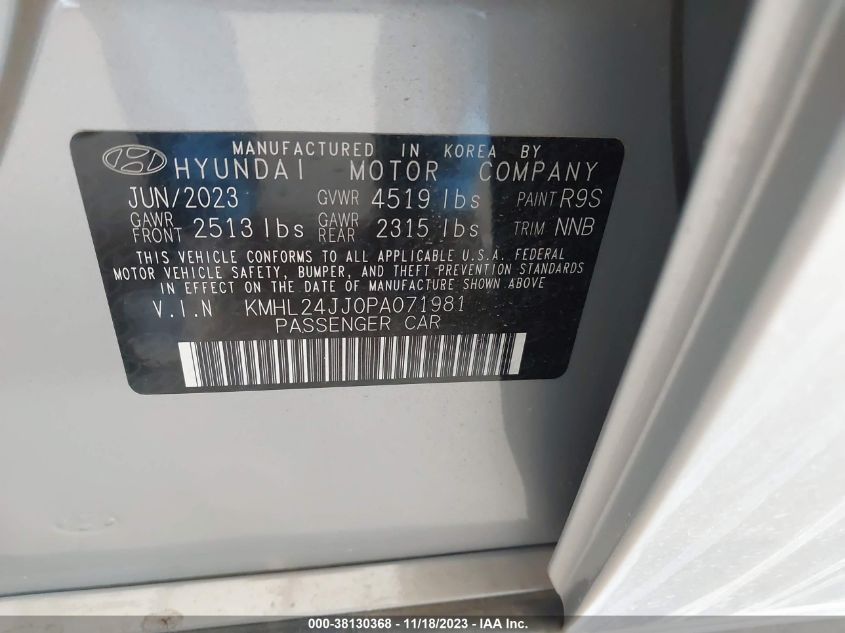 MANUFACTURED IN KOREA BY
HYUNDAI MOTOR COMPANY
JUN/2023 GVWR 4519 lbs PAINT R9S
GAWR FRONT 2513 lbs GAWR REAR 2315 lbs TRIM NNB
THIS VEHICLE CONFORMS TO ALL APPLICABLE U.S.A. FEDERAL
MOTOR VEHICLE SAFETY, BUMPER, AND THEFT PREVENTION STANDARDS
IN EFFECT ON THE DATE OF MANUFACTURE SHOWN ABOVE
V.I.N KMHL24JJ0PA071981
PASSENGER CAR
000-38130368 - 11/18/2023 - IAA Inc.